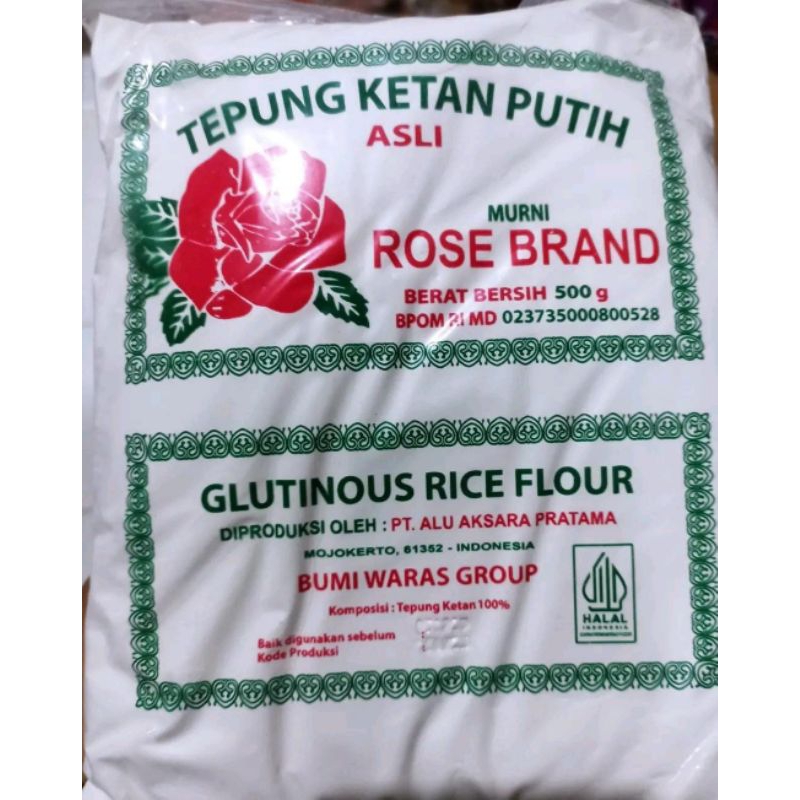 TEPUNG KETAN PUTIH
ASLI
MURNI
ROSE BRAND
BERAT BERSIH 500 g
BPOM RI MD 023735000800528
GLUTINOUS RICE FLOUR
DIPRODUKSI OLEH : PT. ALU AKSARA PRATAMA
MOJOKERTO, 61352 - INDONESIA
BUMI WARAS GROUP
Komposisi : Tepung Ketan 100%
HALAL
INDONESIA
Baik digunakan sebelum
Kode Produksi